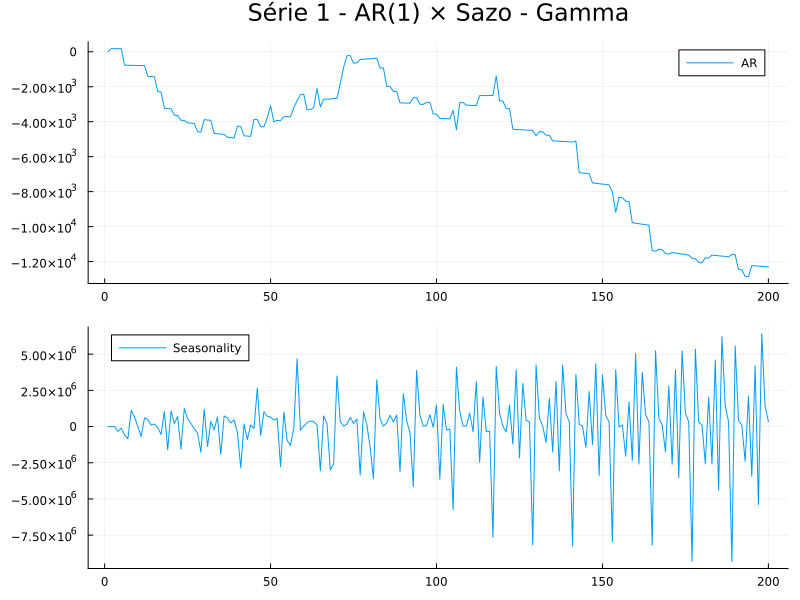 Série 1 - AR(1) × Sazo - Gamma
0
−2.00×10³
−4.00×10³
−6.00×10³
−8.00×10³
−1.00×10⁴
−1.20×10⁴
AR
0 50 100 150 200
5.00×10⁶
2.50×10⁶
0
−2.50×10⁶
−5.00×10⁶
−7.50×10⁶
Seasonality
0 50 100 150 200